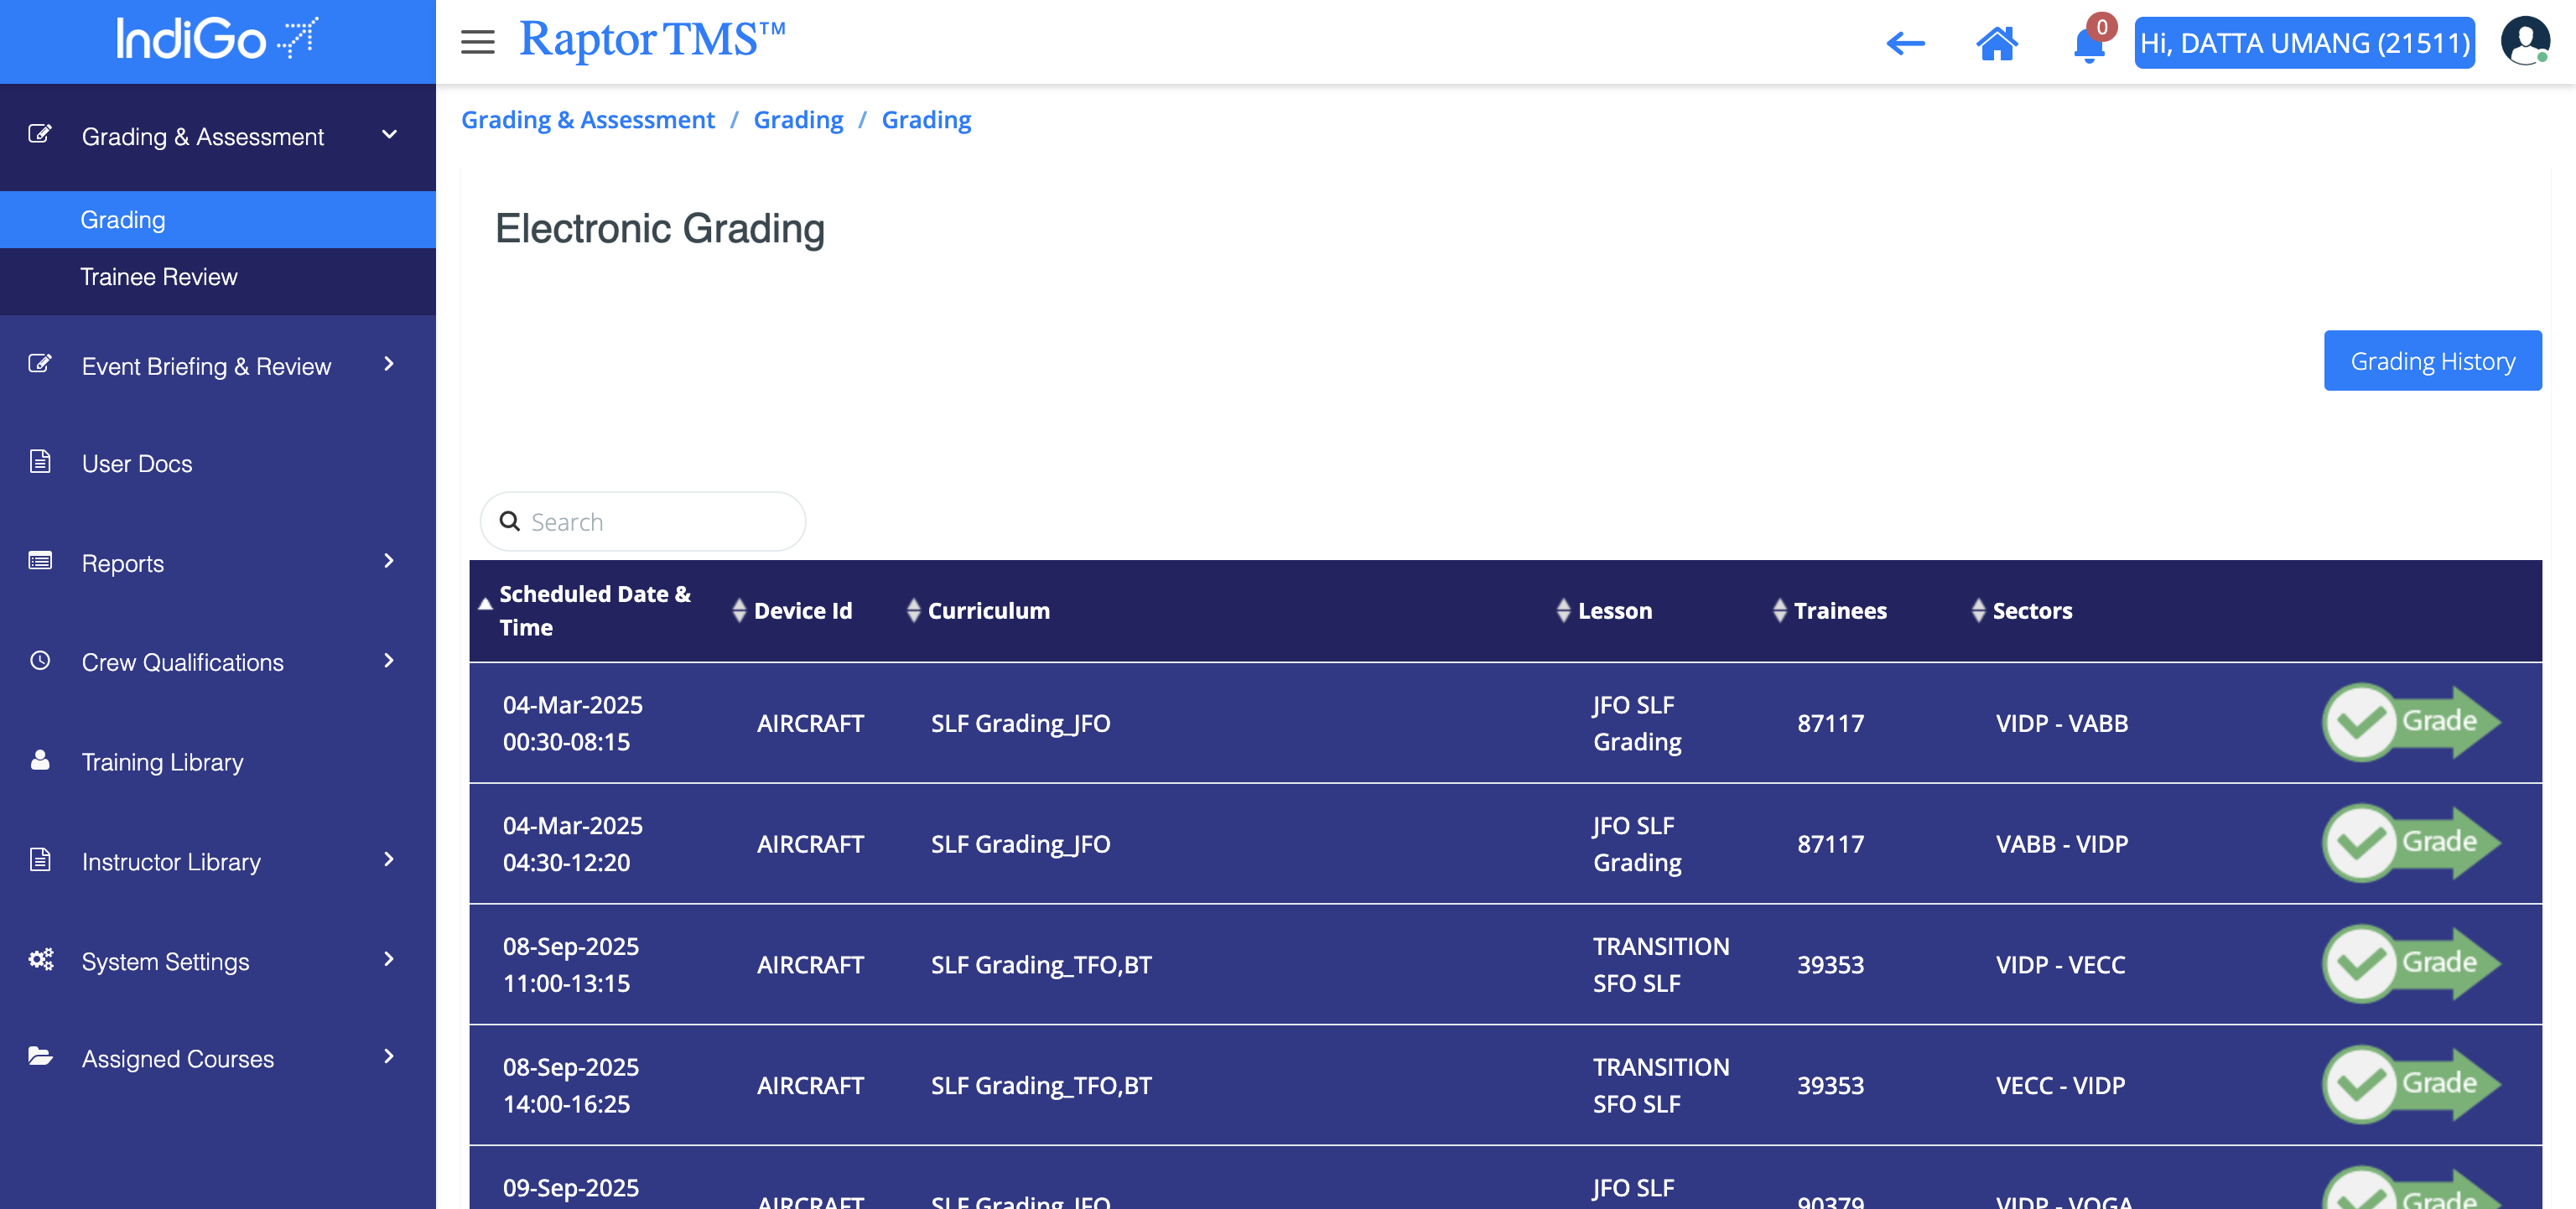 IndiGo
Raptor TMS™
0
Hi, DATTA UMANG (21511)
Grading & Assessment
Grading
Trainee Review
Event Briefing & Review
User Docs
Reports
Crew Qualifications
Training Library
Instructor Library
System Settings
Assigned Courses
Grading & Assessment / Grading / Grading
Electronic Grading
Grading History
Search
Scheduled Date &
Time
Device Id
Curriculum
Lesson
Trainees
Sectors
04-Mar-2025
00:30-08:15
AIRCRAFT
SLF Grading_JFO
JFO SLF
Grading
87117
VIDP - VABB
Grade
04-Mar-2025
04:30-12:20
AIRCRAFT
SLF Grading_JFO
JFO SLF
Grading
87117
VABB - VIDP
Grade
08-Sep-2025
11:00-13:15
AIRCRAFT
SLF Grading_TFO,BT
TRANSITION
SFO SLF
39353
VIDP - VECC
Grade
08-Sep-2025
14:00-16:25
AIRCRAFT
SLF Grading_TFO,BT
TRANSITION
SFO SLF
39353
VECC - VIDP
Grade
09-Sep-2025
AIRCRAFT
SLF Grading_JFO
JFO SLF
90379
VIDP - VOGA
Grade